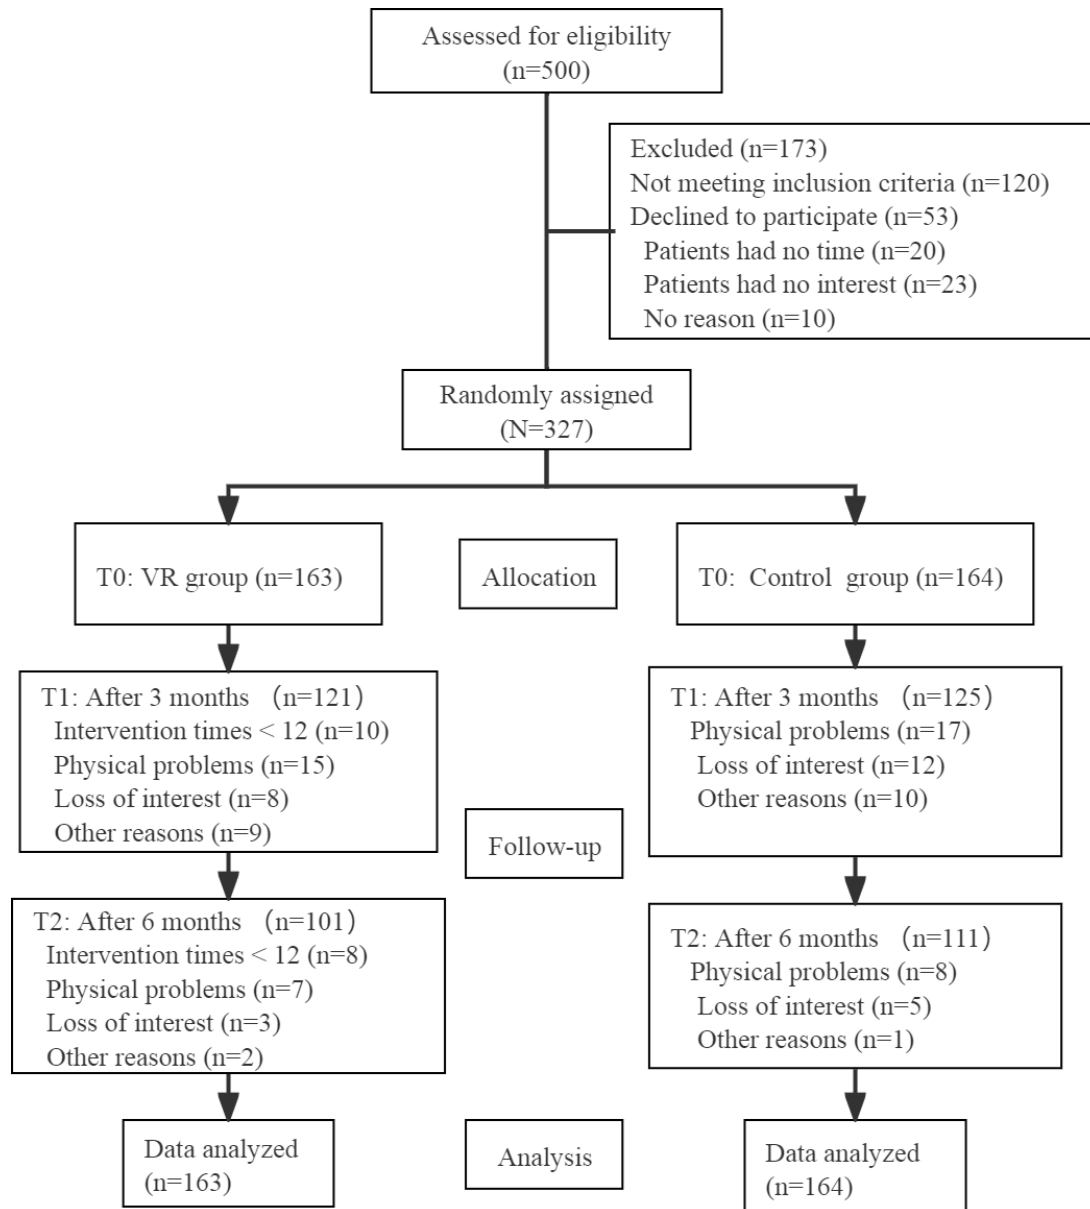 Assessed for eligibility
(n=500)
Excluded (n=173)
Not meeting inclusion criteria (n=120)
Declined to participate (n=53)
Patients had no time (n=20)
Patients had no interest (n=23)
No reason (n=10)
Randomly assigned
(N=327)
T0: VR group (n=163)
Allocation
T0:  Control  group (n=164)
T1: After 3 months （n=121）
Intervention times < 12 (n=10)
Physical problems (n=15)
Loss of interest (n=8)
Other reasons (n=9)
T1: After 3 months （n=125）
Physical problems (n=17)
Loss of interest (n=12)
Other reasons (n=10)
Follow-up
T2: After 6 months （n=101）
Intervention times < 12 (n=8)
Physical problems (n=7)
Loss of interest (n=3)
Other reasons (n=2)
T2: After 6 months （n=111）
Physical problems (n=8)
Loss of interest (n=5)
Other reasons (n=1)
Data analyzed
(n=163)
Analysis
Data analyzed
(n=164)